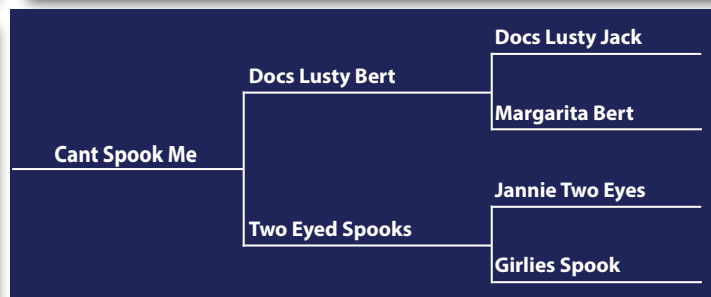 Docs Lusty Jack
Docs Lusty Bert
Margarita Bert
Cant Spook Me
Jannie Two Eyes
Two Eyed Spooks
Girlies Spook